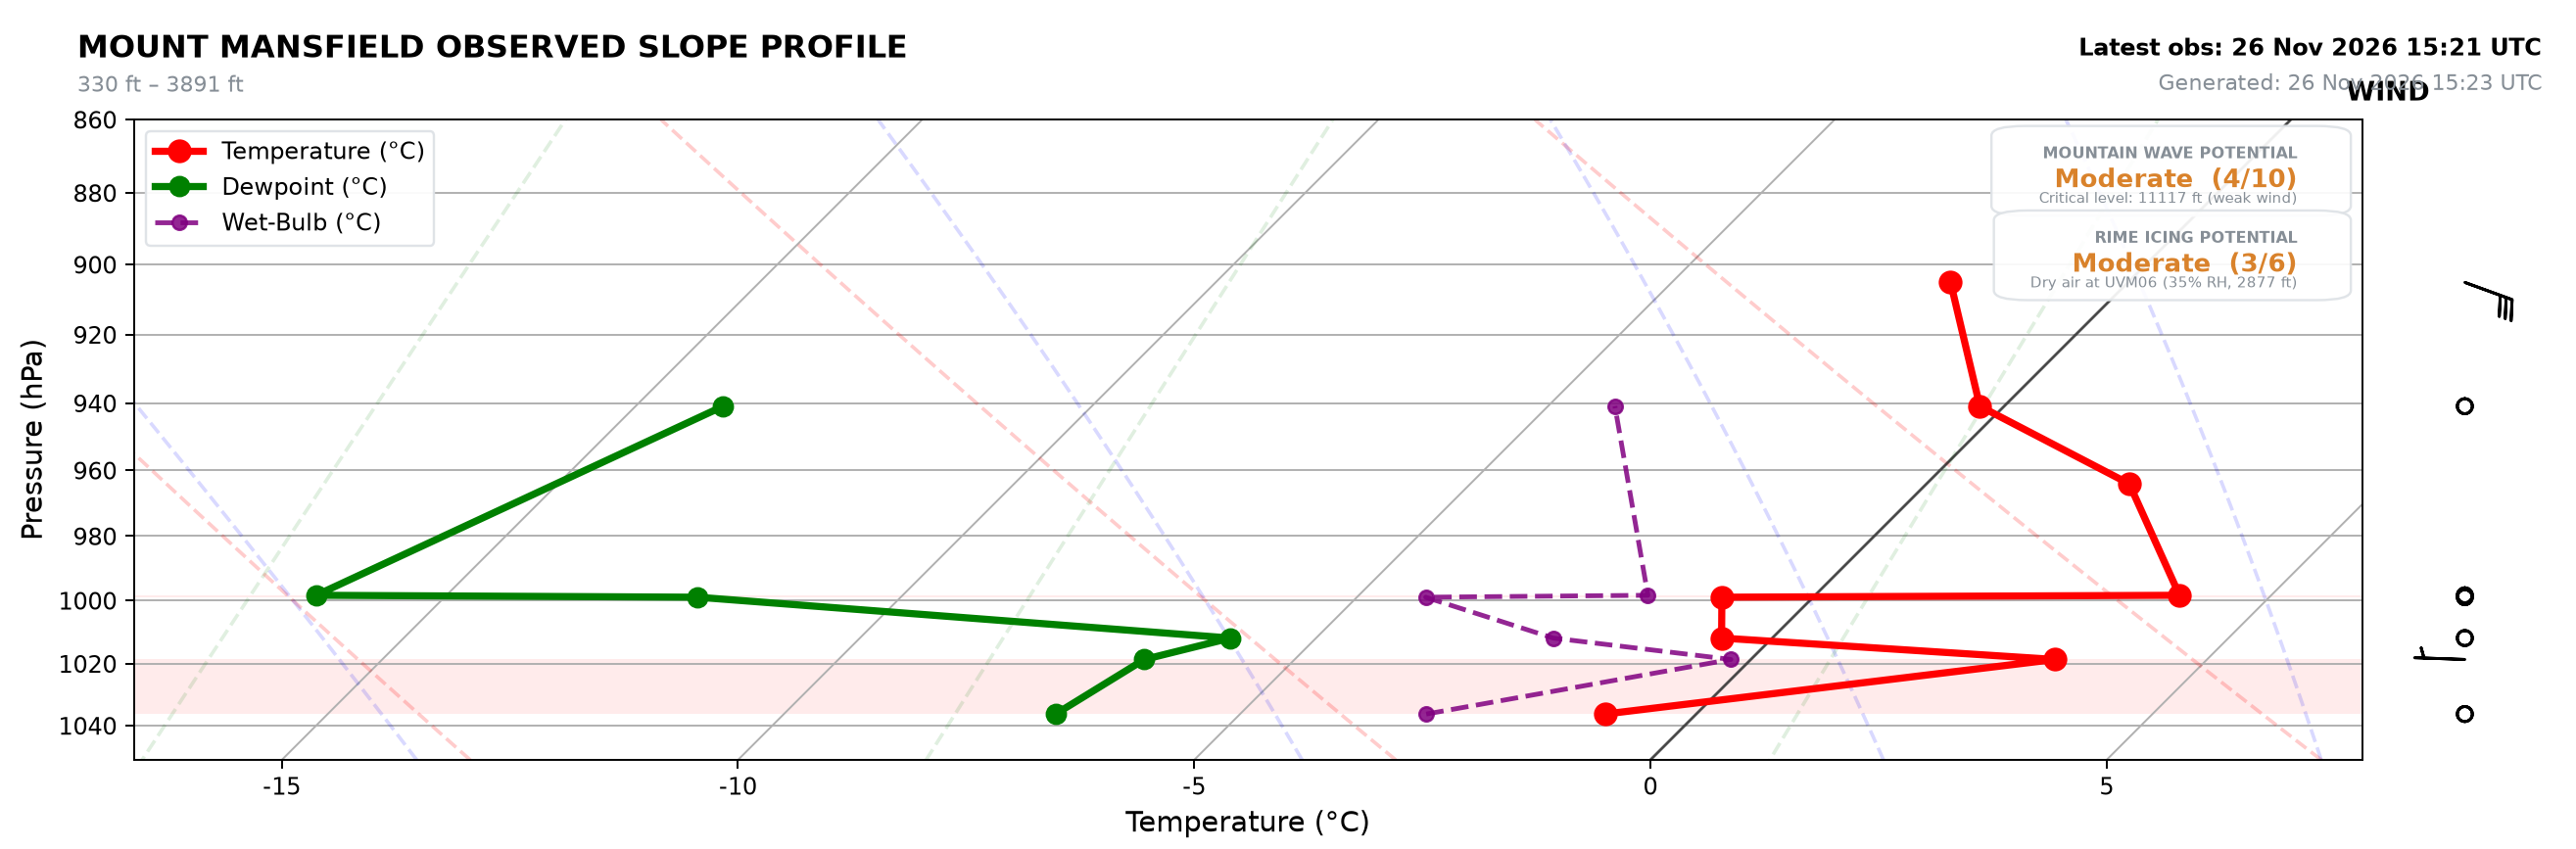 MOUNT MANSFIELD OBSERVED SLOPE PROFILE
330 ft – 3891 ft
Latest obs: 26 Nov 2026 15:21 UTC
Generated: 26 Nov 2026 15:23 UTC
WIND
Temperature (°C)
Dewpoint (°C)
Wet-Bulb (°C)
MOUNTAIN WAVE POTENTIAL
Moderate (4/10)
Critical level: 11117 ft (weak wind)
RIME ICING POTENTIAL
Moderate (3/6)
Dry air at UVM06 (35% RH, 2877 ft)
Pressure (hPa)
860
880
900
920
940
960
980
1000
1020
1040
-15 -10 -5 0 5
Temperature (°C)